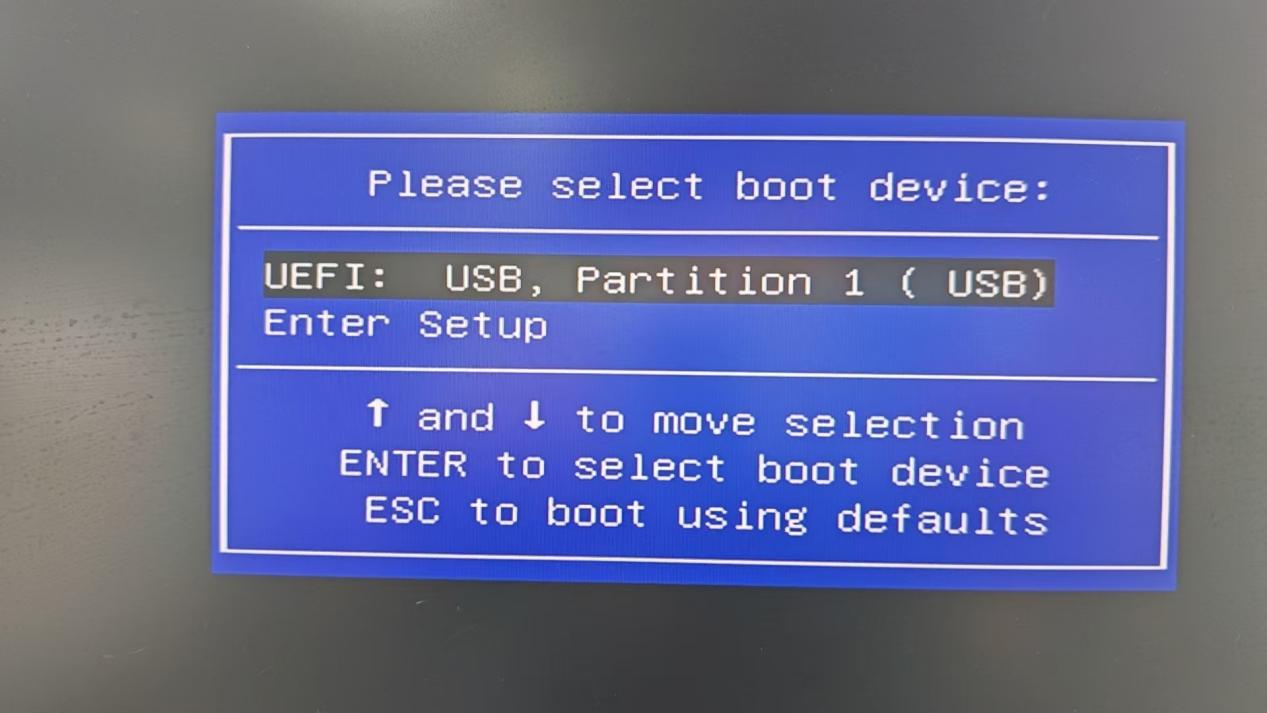 Please select boot device:
UEFI:  USB, Partition 1 ( USB)
Enter Setup
↑ and ↓ to move selection
ENTER to select boot device
ESC to boot using defaults